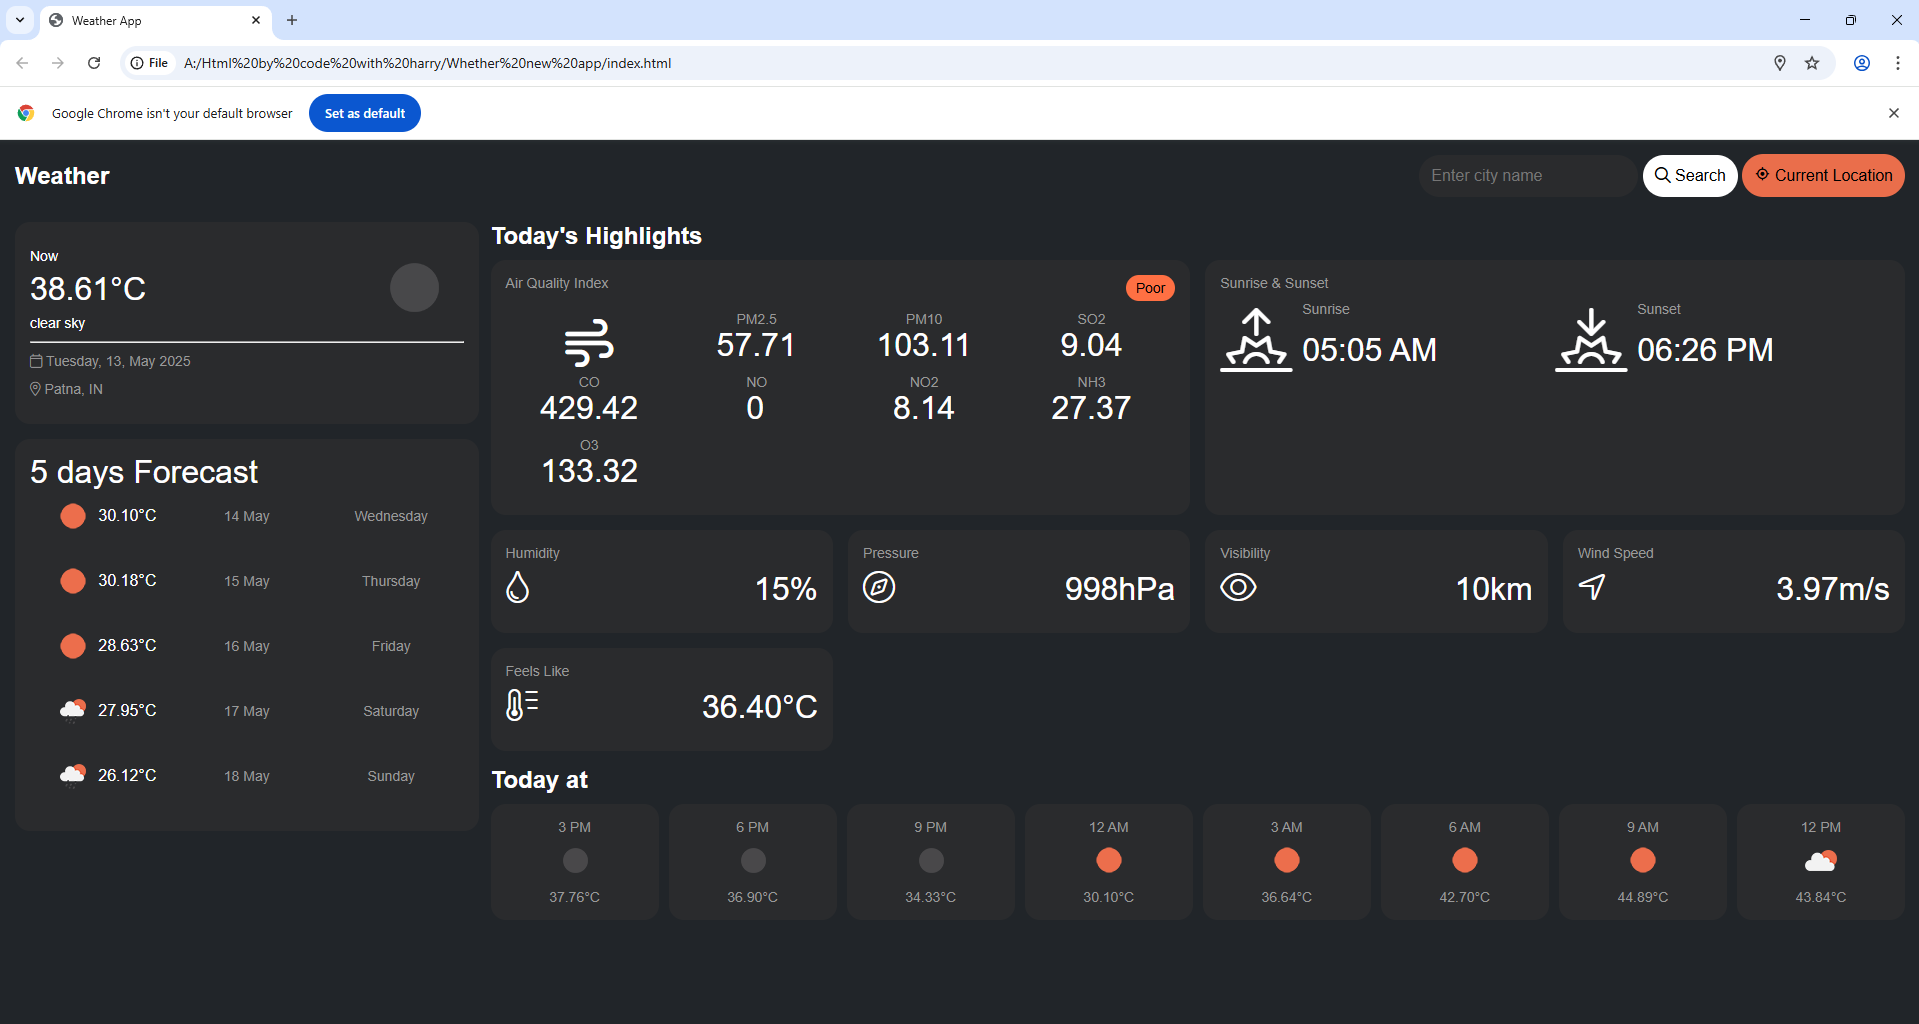 Weather App
File
A:/Html%20by%20code%20with%20harry/Whether%20new%20app/index.html
Google Chrome isn't your default browser
Set as default
Weather
Enter city name
Search
Current Location
Now
38.61°C
clear sky
Tuesday, 13, May 2025
Patna, IN
5 days Forecast
30.10°C 14 May Wednesday
30.18°C 15 May Thursday
28.63°C 16 May Friday
27.95°C 17 May Saturday
26.12°C 18 May Sunday
Today's Highlights
Air Quality Index
Poor
PM2.5 PM10 SO2
57.71 103.11 9.04
CO NO NO2 NH3
429.42 0 8.14 27.37
O3
133.32
Sunrise & Sunset
Sunrise Sunset
05:05 AM 06:26 PM
Humidity
15%
Pressure
998hPa
Visibility
10km
Wind Speed
3.97m/s
Feels Like
36.40°C
Today at
3 PM 6 PM 9 PM 12 AM 3 AM 6 AM 9 AM 12 PM
37.76°C 36.90°C 34.33°C 30.10°C 36.64°C 42.70°C 44.89°C 43.84°C